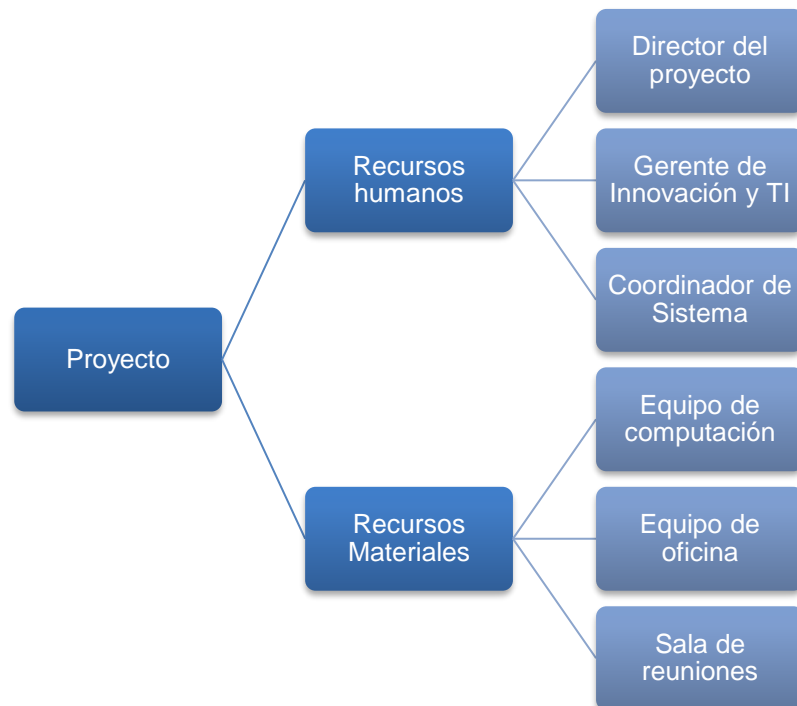 Proyecto
Recursos
humanos
Director del
proyecto
Gerente de
Innovación y TI
Coordinador de
Sistema
Recursos
Materiales
Equipo de
computación
Equipo de
oficina
Sala de
reuniones